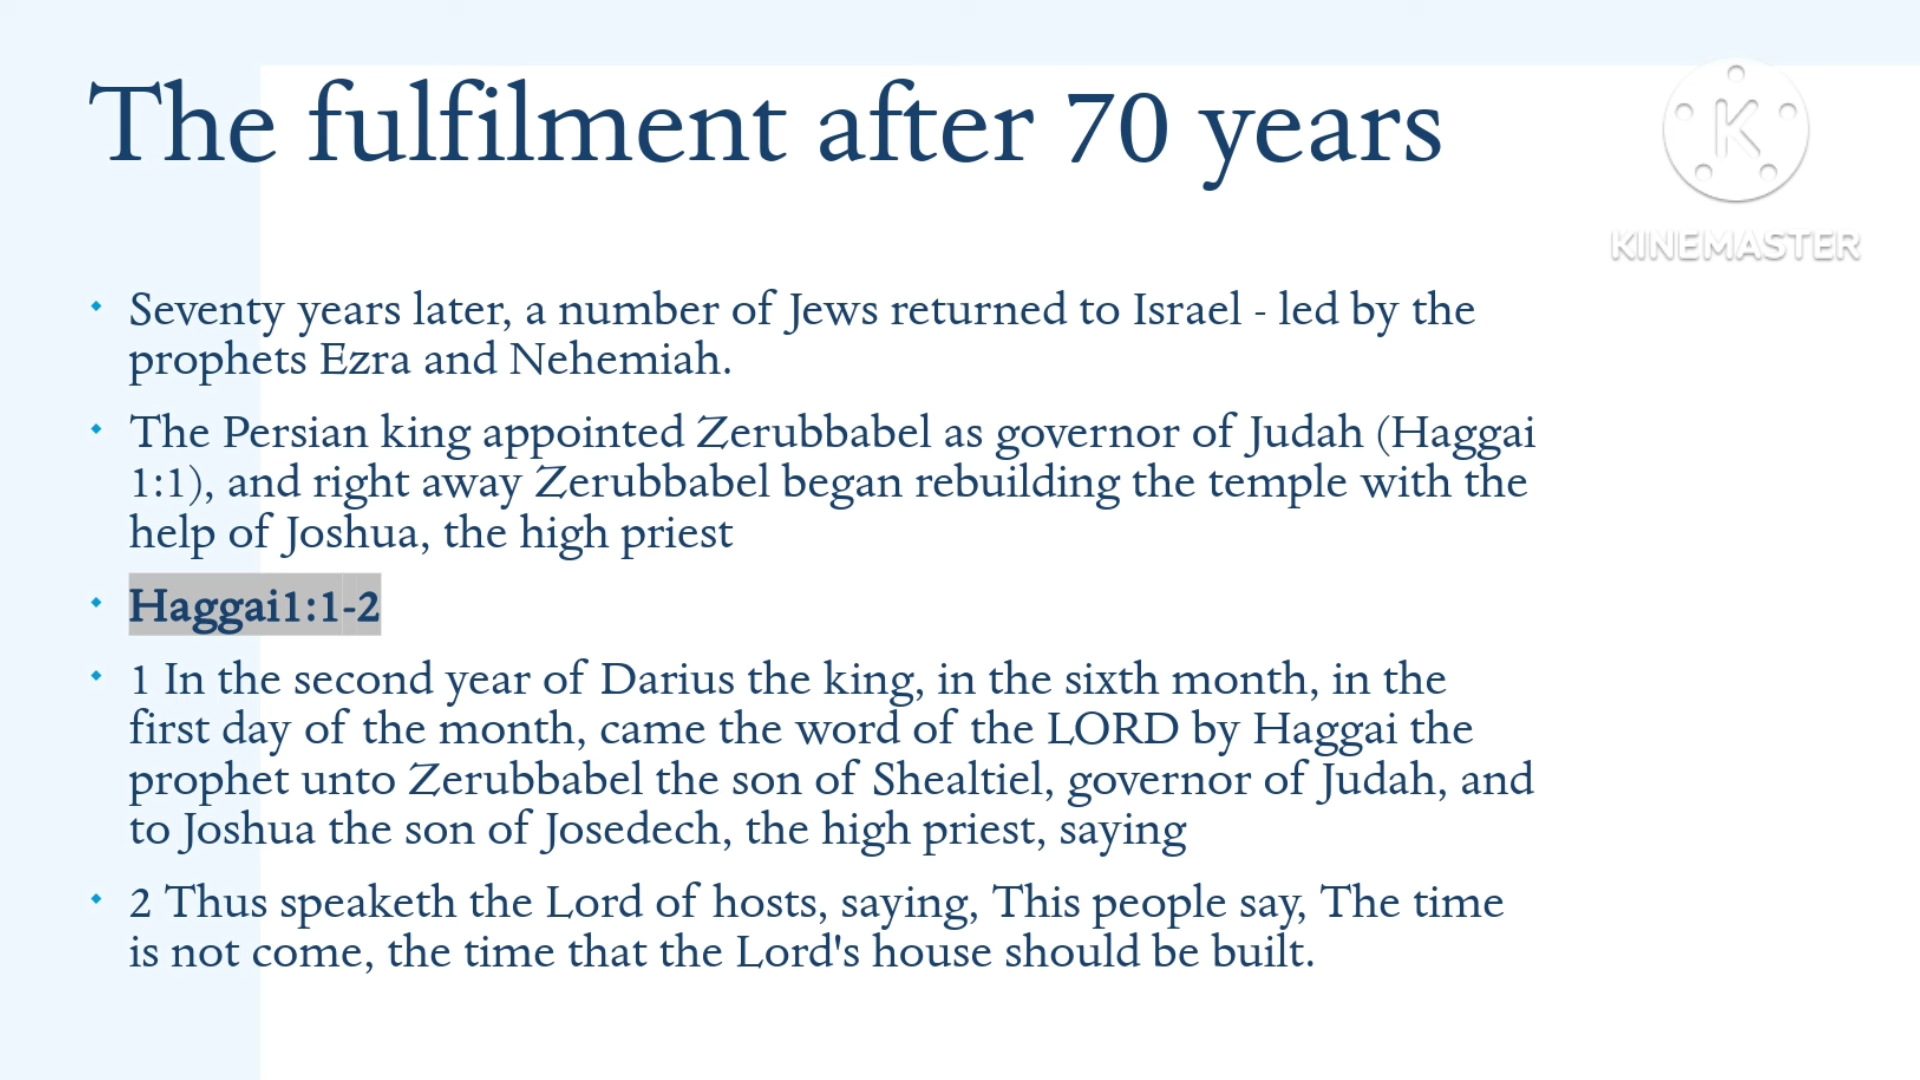 The fulfilment after 70 years
K
KINEMASTER
Seventy years later, a number of Jews returned to Israel - led by the
prophets Ezra and Nehemiah.
The Persian king appointed Zerubbabel as governor of Judah (Haggai
1:1), and right away Zerubbabel began rebuilding the temple with the
help of Joshua, the high priest
Haggai1:1-2
1 In the second year of Darius the king, in the sixth month, in the
first day of the month, came the word of the LORD by Haggai the
prophet unto Zerubbabel the son of Shealtiel, governor of Judah, and
to Joshua the son of Josedech, the high priest, saying
2 Thus speaketh the Lord of hosts, saying, This people say, The time
is not come, the time that the Lord's house should be built.